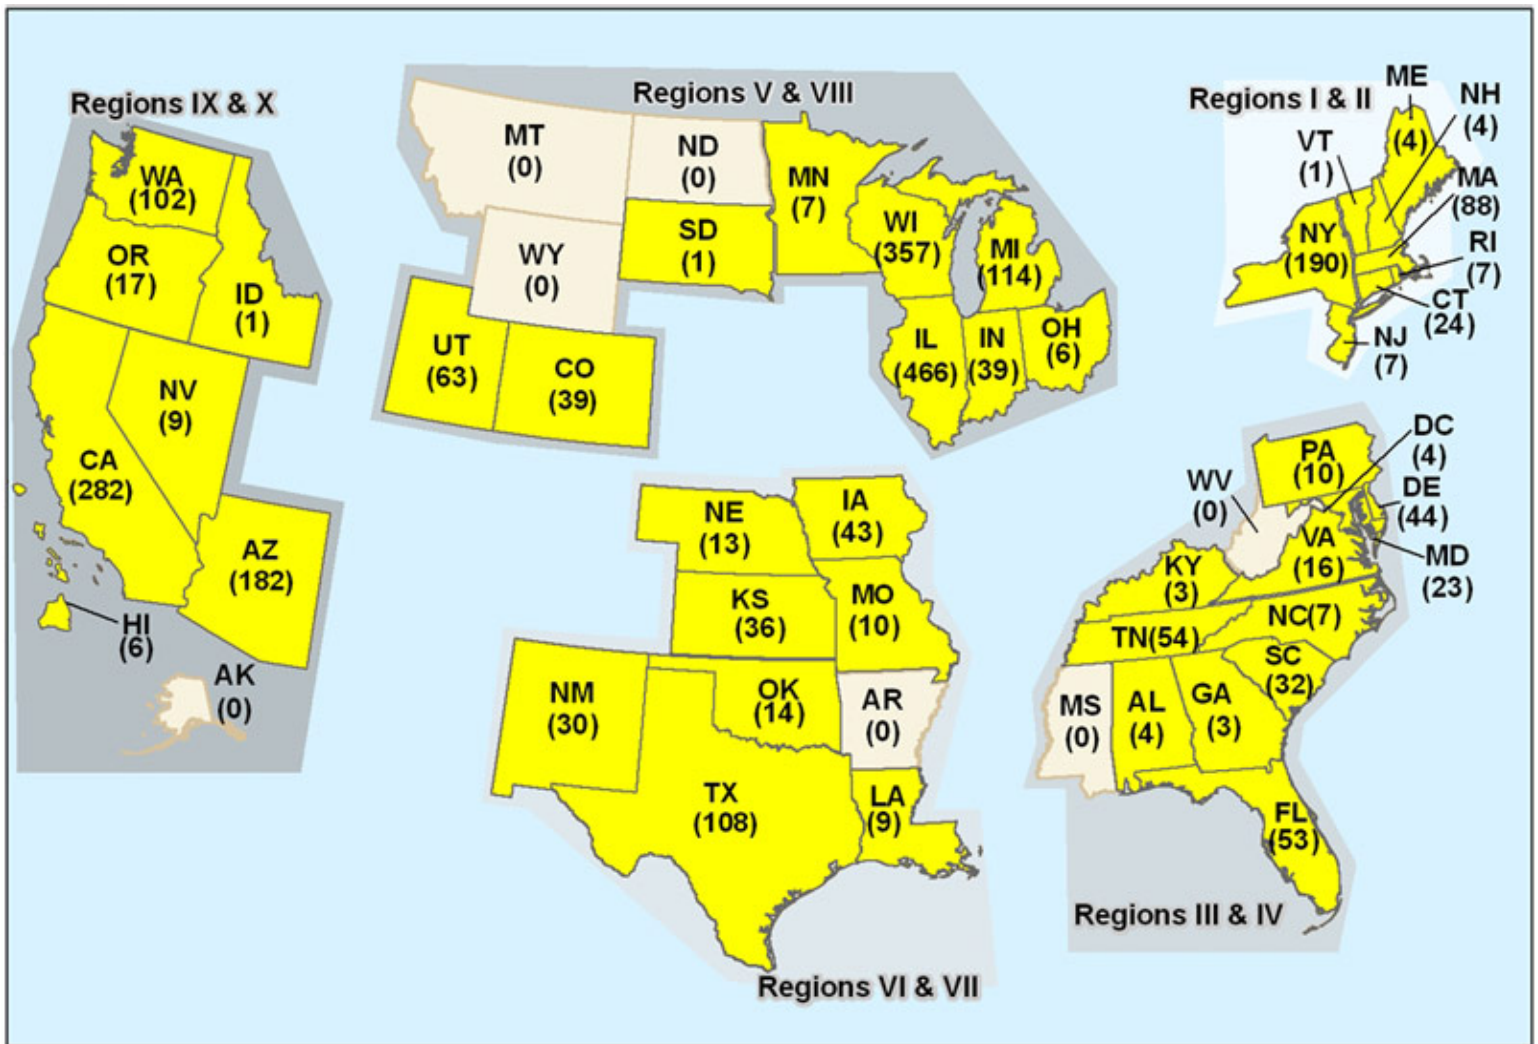 Regions IX & X
WA
(102)
OR
(17)
ID
(1)
NV
(9)
CA
(282)
AZ
(182)
HI
(6)
AK
(0)
Regions V & VIII
MT
(0)
ND
(0)
MN
(7)
SD
(1)
WY
(0)
WI
(357)
MI
(114)
UT
(63)
CO
(39)
IL
(466)
IN
(39)
OH
(6)
Regions I & II
ME
(4)
NH
(4)
VT
(1)
MA
(88)
NY
(190)
RI
(7)
CT
(24)
NJ
(7)
NE
(13)
IA
(43)
KS
(36)
MO
(10)
NM
(30)
OK
(14)
AR
(0)
TX
(108)
LA
(9)
Regions VI & VII
DC
(4)
PA
(10)
WV
(0)
DE
(44)
VA
(16)
MD
(23)
KY
(3)
NC(7)
TN(54)
SC
(32)
MS
(0)
AL
(4)
GA
(3)
FL
(53)
Regions III & IV